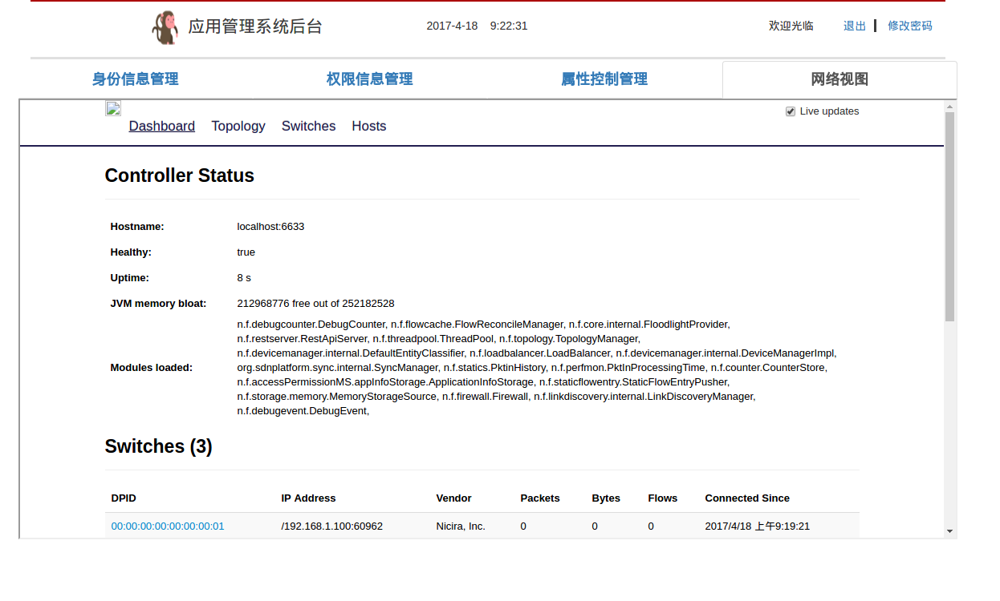 应用管理系统后台 2017-4-18 9:22:31 欢迎光临 退出 修改密码
身份信息管理 权限信息管理 属性控制管理 网络视图
Live updates
Dashboard Topology Switches Hosts
Controller Status
Hostname: localhost:6633
Healthy: true
Uptime: 8 s
JVM memory bloat: 212968776 free out of 252182528
n.f.debugcounter.DebugCounter, n.f.flowcache.FlowReconcileManager, n.f.core.internal.FloodlightProvider,
n.f.restserver.RestApiServer, n.f.threadpool.ThreadPool, n.f.topology.TopologyManager,
n.f.devicemanager.internal.DefaultEntityClassifier, n.f.loadbalancer.LoadBalancer, n.f.devicemanager.internal.DeviceManagerImpl,
Modules loaded: org.sdnplatform.sync.internal.SyncManager, n.f.statics.PktinHistory, n.f.perfmon.PktInProcessingTime, n.f.counter.CounterStore,
n.f.accessPermissionMS.appInfoStorage.ApplicationInfoStorage, n.f.staticflowentry.StaticFlowEntryPusher,
n.f.storage.memory.MemoryStorageSource, n.f.firewall.Firewall, n.f.linkdiscovery.internal.LinkDiscoveryManager,
n.f.debugevent.DebugEvent,
Switches (3)
DPID IP Address Vendor Packets Bytes Flows Connected Since
00:00:00:00:00:00:00:01 /192.168.1.100:60962 Nicira, Inc. 0 0 0 2017/4/18 上午9:19:21